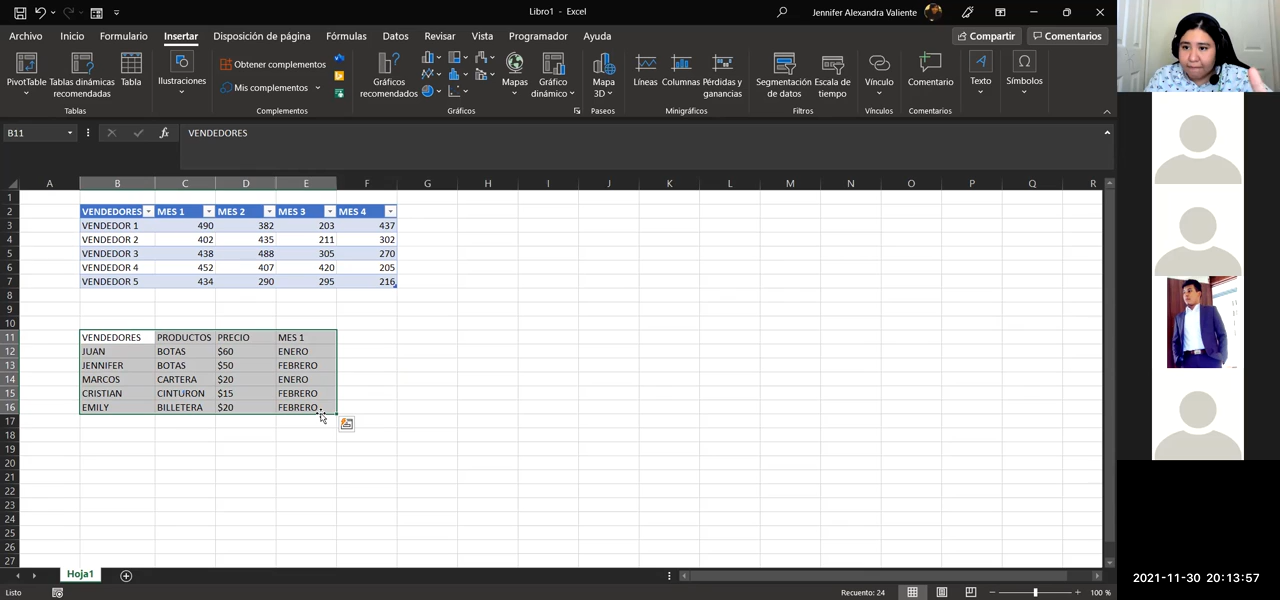 Libro1 - Excel
Jennifer Alexandra Valiente
Archivo Inicio Formulario Insertar Disposición de página Fórmulas Datos Revisar Vista Programador Ayuda
Compartir Comentarios
PivotTable Tablas dinámicas recomendadas Tabla
Ilustraciones
Obtener complementos
Mis complementos
Gráficos recomendados
Mapas
Gráfico dinámico
Mapa 3D
Líneas Columnas Pérdidas y ganancias
Segmentación de datos
Escala de tiempo
Vínculo
Comentario
Texto
Símbolos
Tablas Complementos Gráficos Paseos Minigráficos Filtros Vínculos Comentarios
B11 fx VENDEDORES
A B C D E F G H I J K L M N O P Q R
1
2 VENDEDORES MES 1 MES 2 MES 3 MES 4
3 VENDEDOR 1 490 382 203 437
4 VENDEDOR 2 402 435 211 302
5 VENDEDOR 3 438 488 305 270
6 VENDEDOR 4 452 407 420 205
7 VENDEDOR 5 434 290 295 216
8
9
10
11 VENDEDORES PRODUCTOS PRECIO MES 1
12 JUAN BOTAS $60 ENERO
13 JENNIFER BOTAS $50 FEBRERO
14 MARCOS CARTERA $20 ENERO
15 CRISTIAN CINTURON $15 FEBRERO
16 EMILY BILLETERA $20 FEBRERO
17
18
19
20
21
22
23
24
25
26
27
Hoja1
Listo
Recuento: 24
100 %
2021-11-30 20:13:57